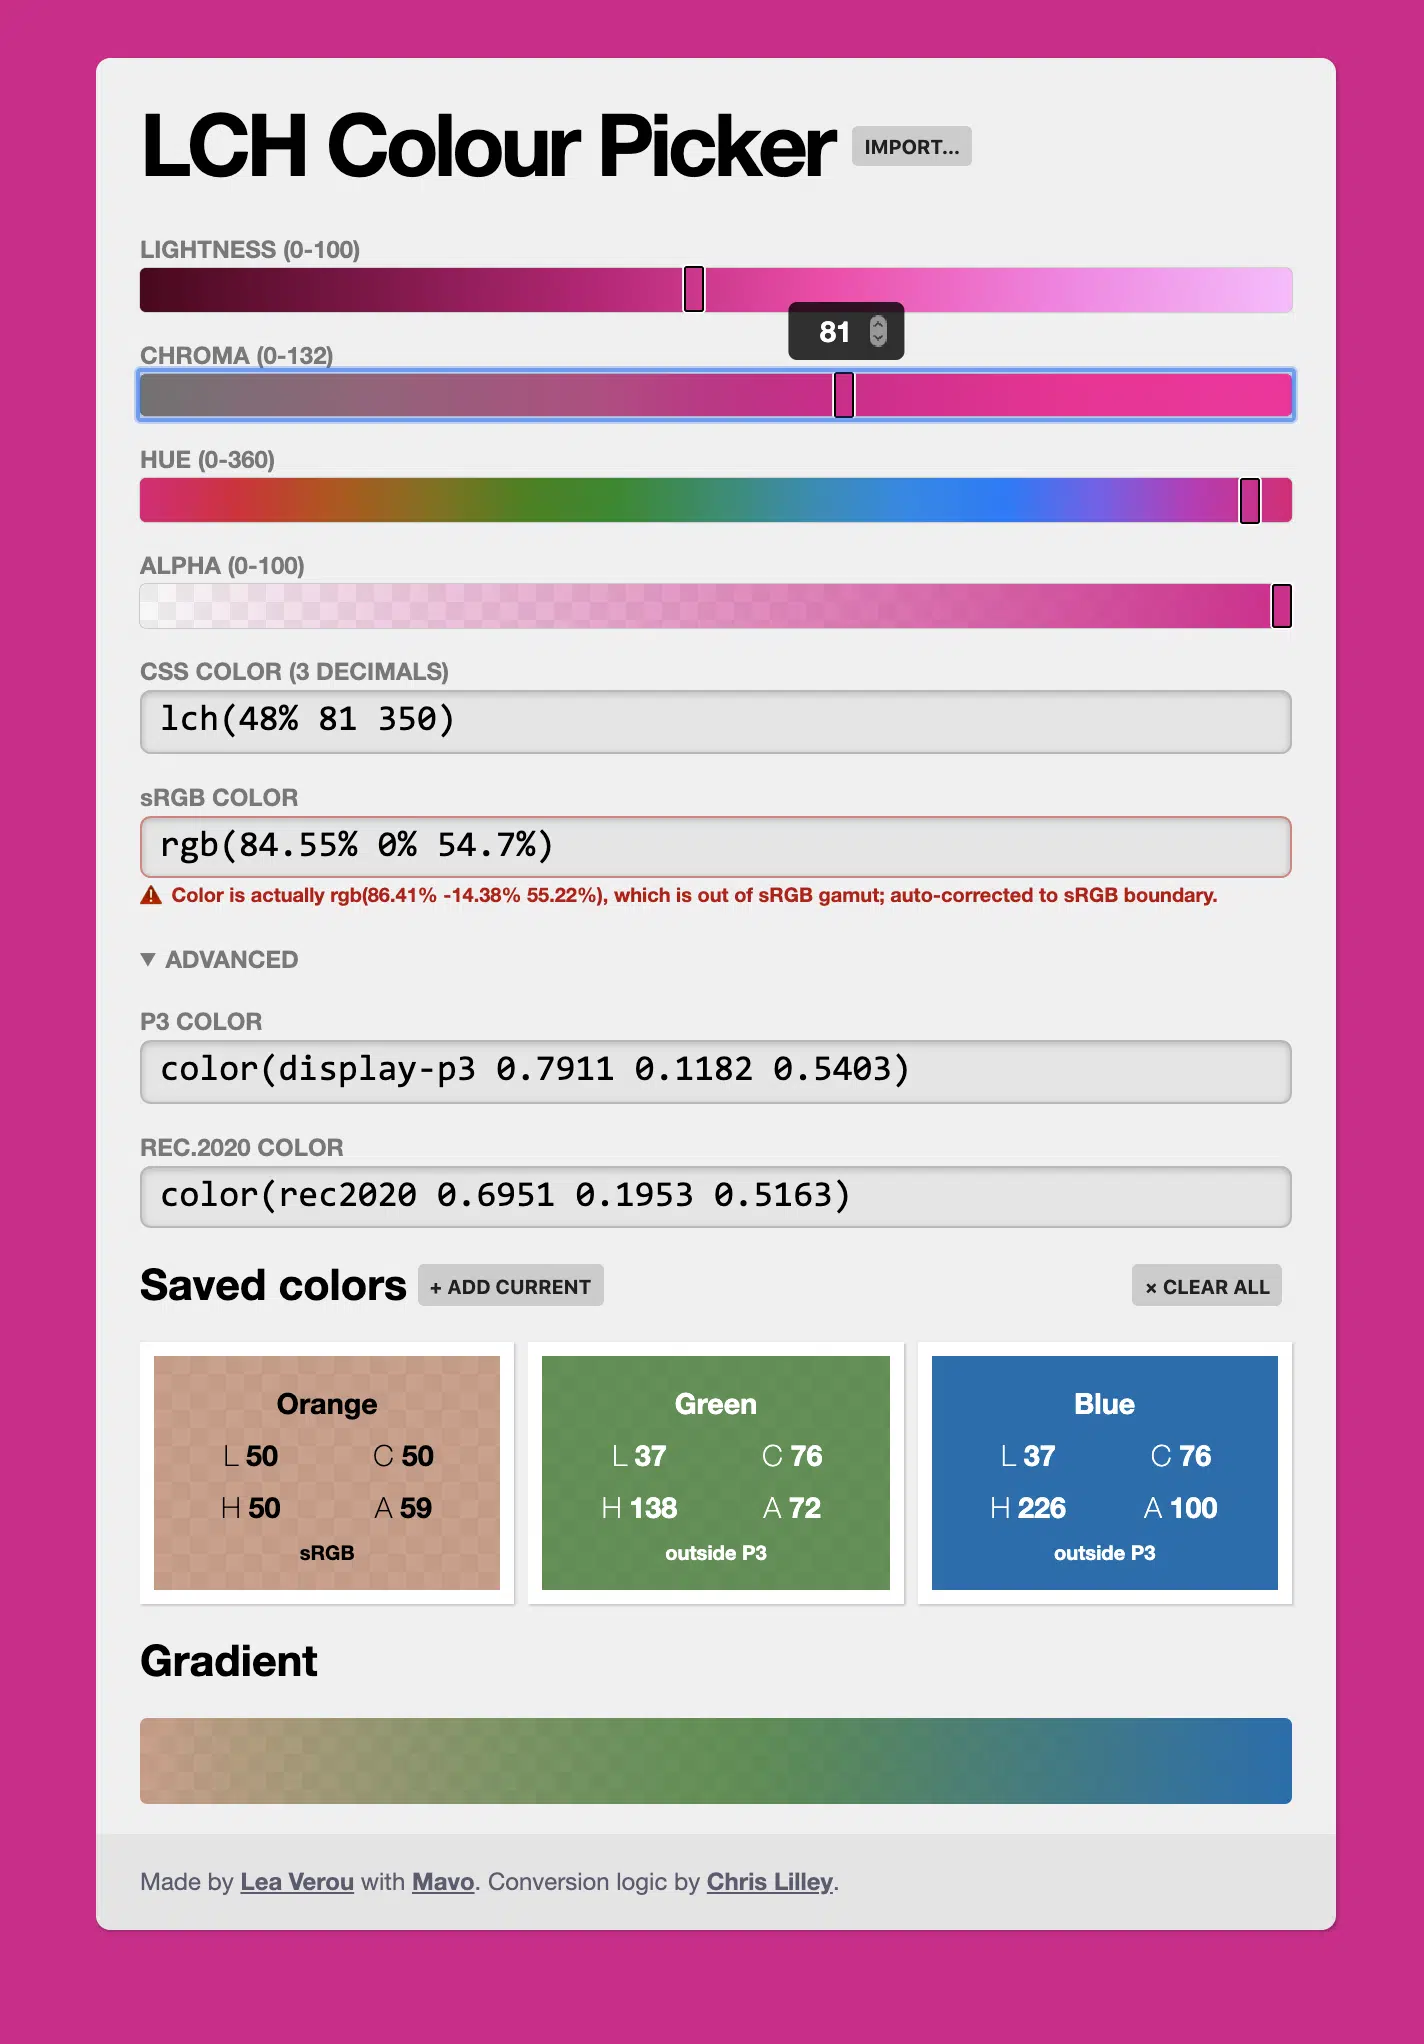 LCH Colour Picker IMPORT...
LIGHTNESS (0-100)
81
CHROMA (0-132)
HUE (0-360)
ALPHA (0-100)
CSS COLOR (3 DECIMALS)
lch(48% 81 350)
sRGB COLOR
rgb(84.55% 0% 54.7%)
Color is actually rgb(86.41% -14.38% 55.22%), which is out of sRGB gamut; auto-corrected to sRGB boundary.
▼ ADVANCED
P3 COLOR
color(display-p3 0.7911 0.1182 0.5403)
REC.2020 COLOR
color(rec2020 0.6951 0.1953 0.5163)
Saved colors + ADD CURRENT × CLEAR ALL
Orange
L 50 C 50
H 50 A 59
sRGB
Green
L 37 C 76
H 138 A 72
outside P3
Blue
L 37 C 76
H 226 A 100
outside P3
Gradient
Made by Lea Verou with Mavo. Conversion logic by Chris Lilley.